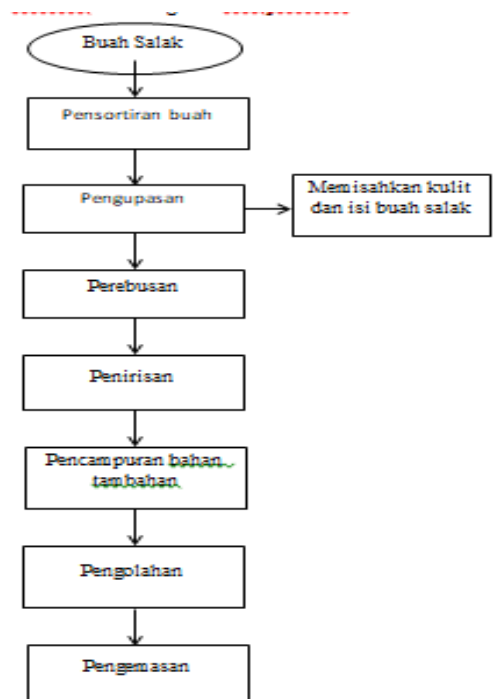 Buah Salak
Pensortiran buah
Pengupasan
Memisahkan kulit
dan isi buah salak
Perebusan
Penirisan
Pencampuran bahan
tambahan
Pengolahan
Pengemasan